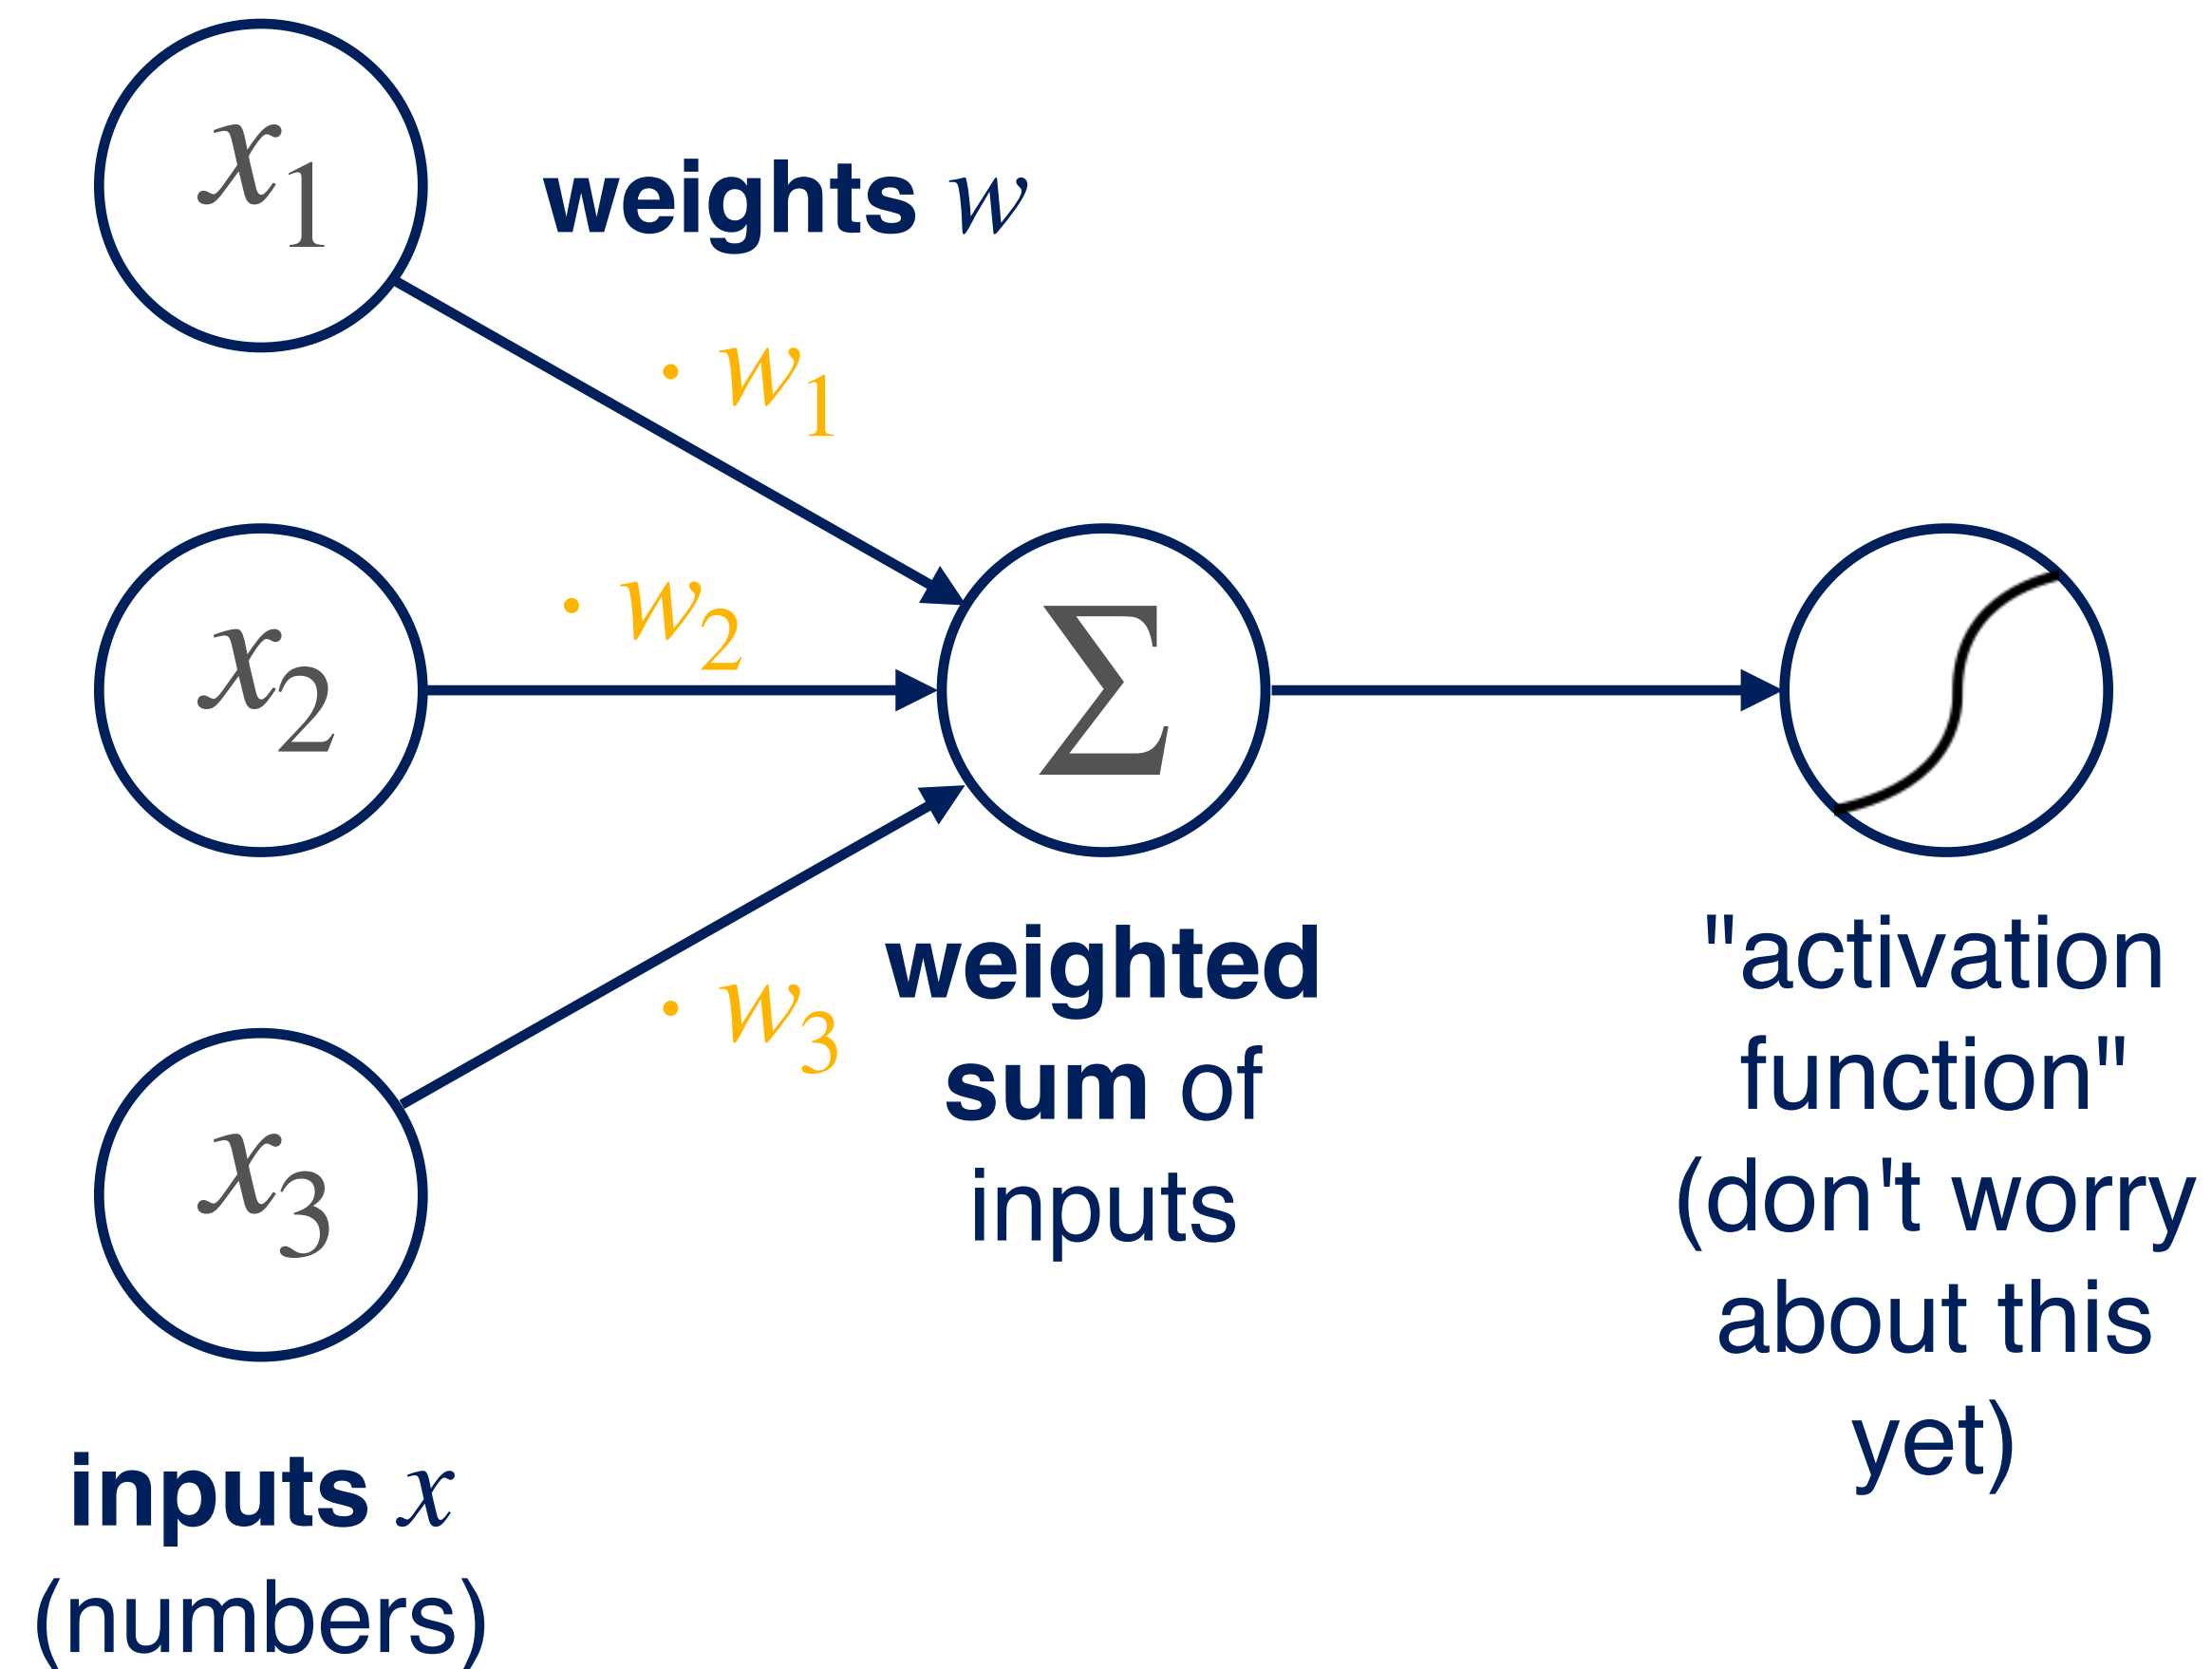 x₁
weights w
· w₁
· w₂
x₂
Σ
· w₃
x₃
weighted
sum of
inputs
"activation
function"
(don't worry
about this
yet)
inputs x
(numbers)